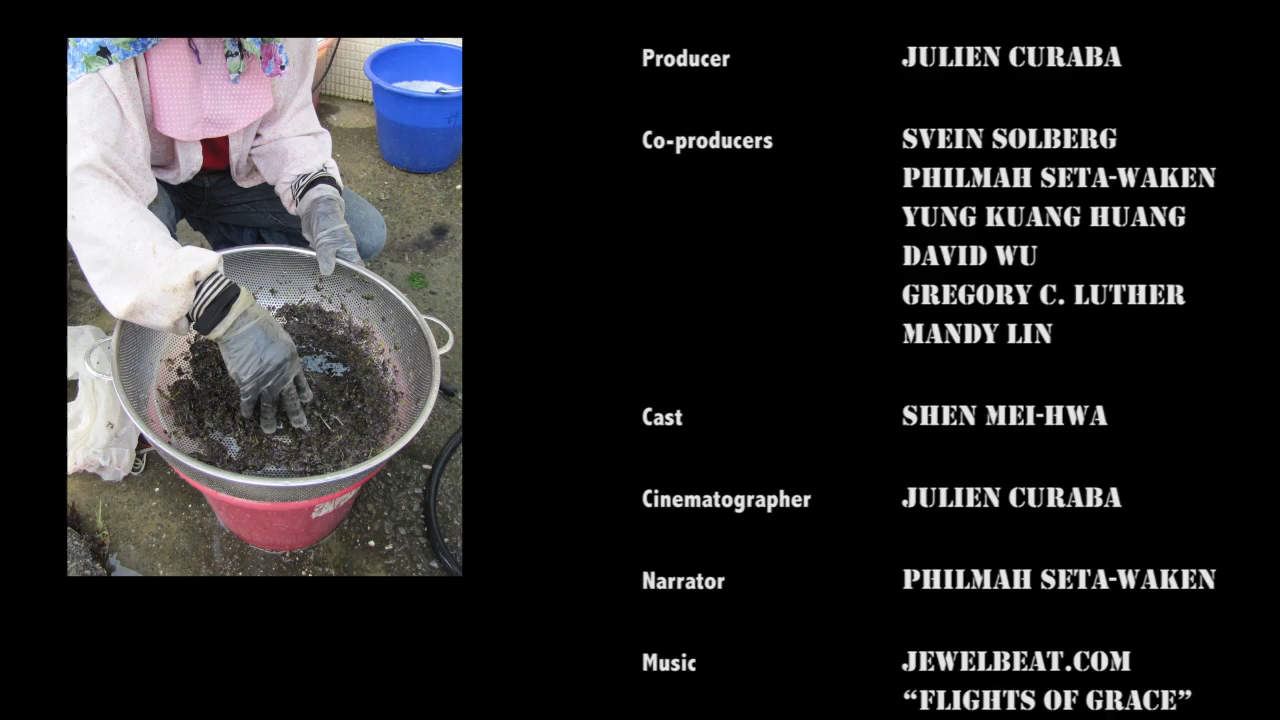 Producer JULIEN CURABA
Co-producers SVEIN SOLBERG
PHILMAH SETA-WAKEN
YUNG KUANG HUANG
DAVID WU
GREGORY C. LUTHER
MANDY LIN
Cast SHEN MEI-HWA
Cinematographer JULIEN CURABA
Narrator PHILMAH SETA-WAKEN
Music JEWELBEAT.COM
“FLIGHTS OF GRACE”